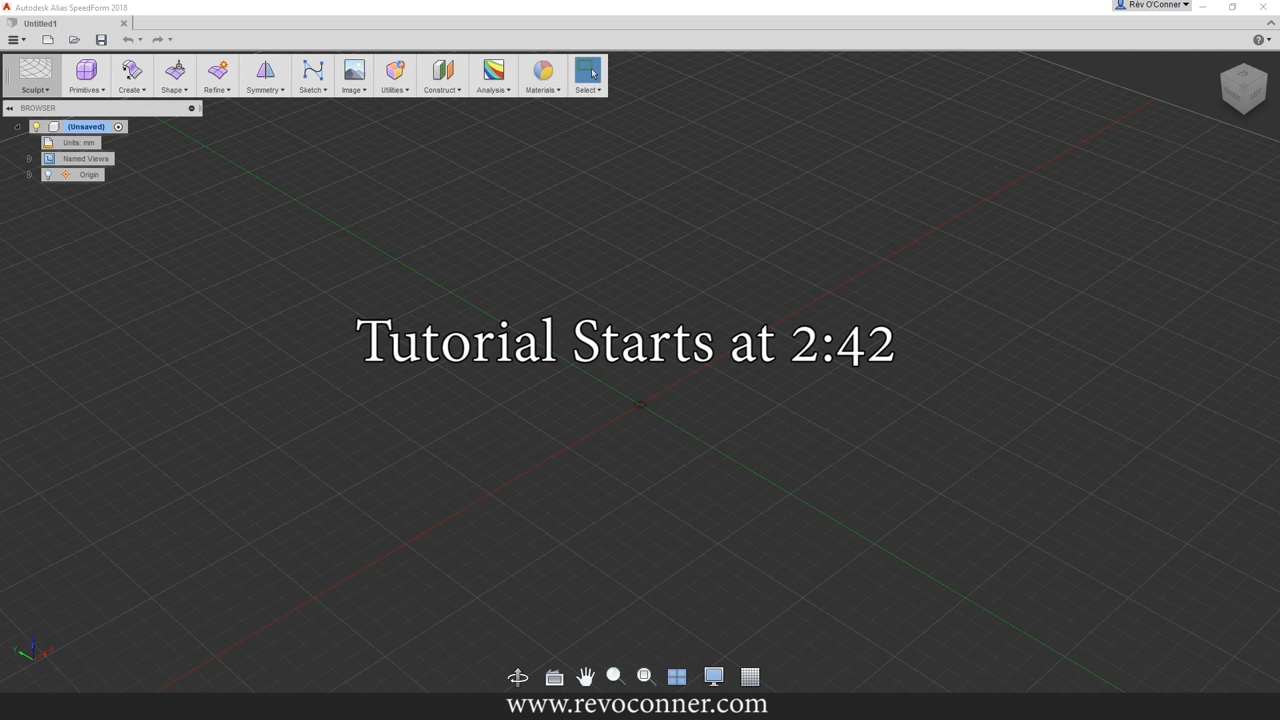 Autodesk Alias SpeedForm 2018
Rèv O'Conner
Untitled1
Sculpt
Primitives
Create
Shape
Refine
Symmetry
Sketch
Image
Utilities
Construct
Analysis
Materials
Select
BROWSER
(Unsaved)
Units: mm
Named Views
Origin
Tutorial Starts at 2:42
www.revoconner.com